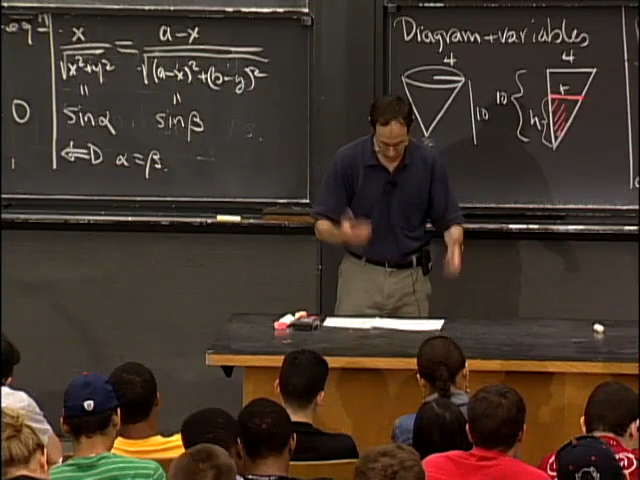 x/√(x²+y²) = (a-x)/√((a-x)²+(b-y)²)
= =
0 sin α sin β
⇐D α = β.
Diagram + variables
4 4
r
10 10
h